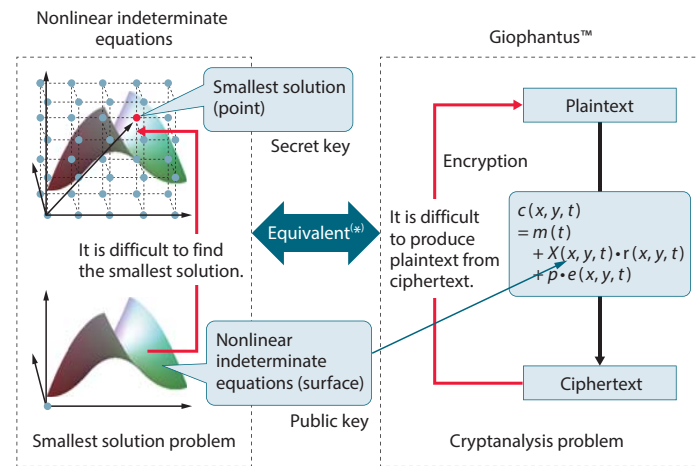 Nonlinear indeterminate
equations
Smallest solution
(point)
Secret key
It is difficult to find
the smallest solution.
Nonlinear
indeterminate
equations (surface)
Public key
Smallest solution problem
Equivalent(*)
Giophantus™
Plaintext
Encryption
It is difficult
to produce
plaintext from
ciphertext.
c(x, y, t)
= m(t)
+ X(x, y, t)•r(x, y, t)
+ p•e(x, y, t)
Ciphertext
Cryptanalysis problem